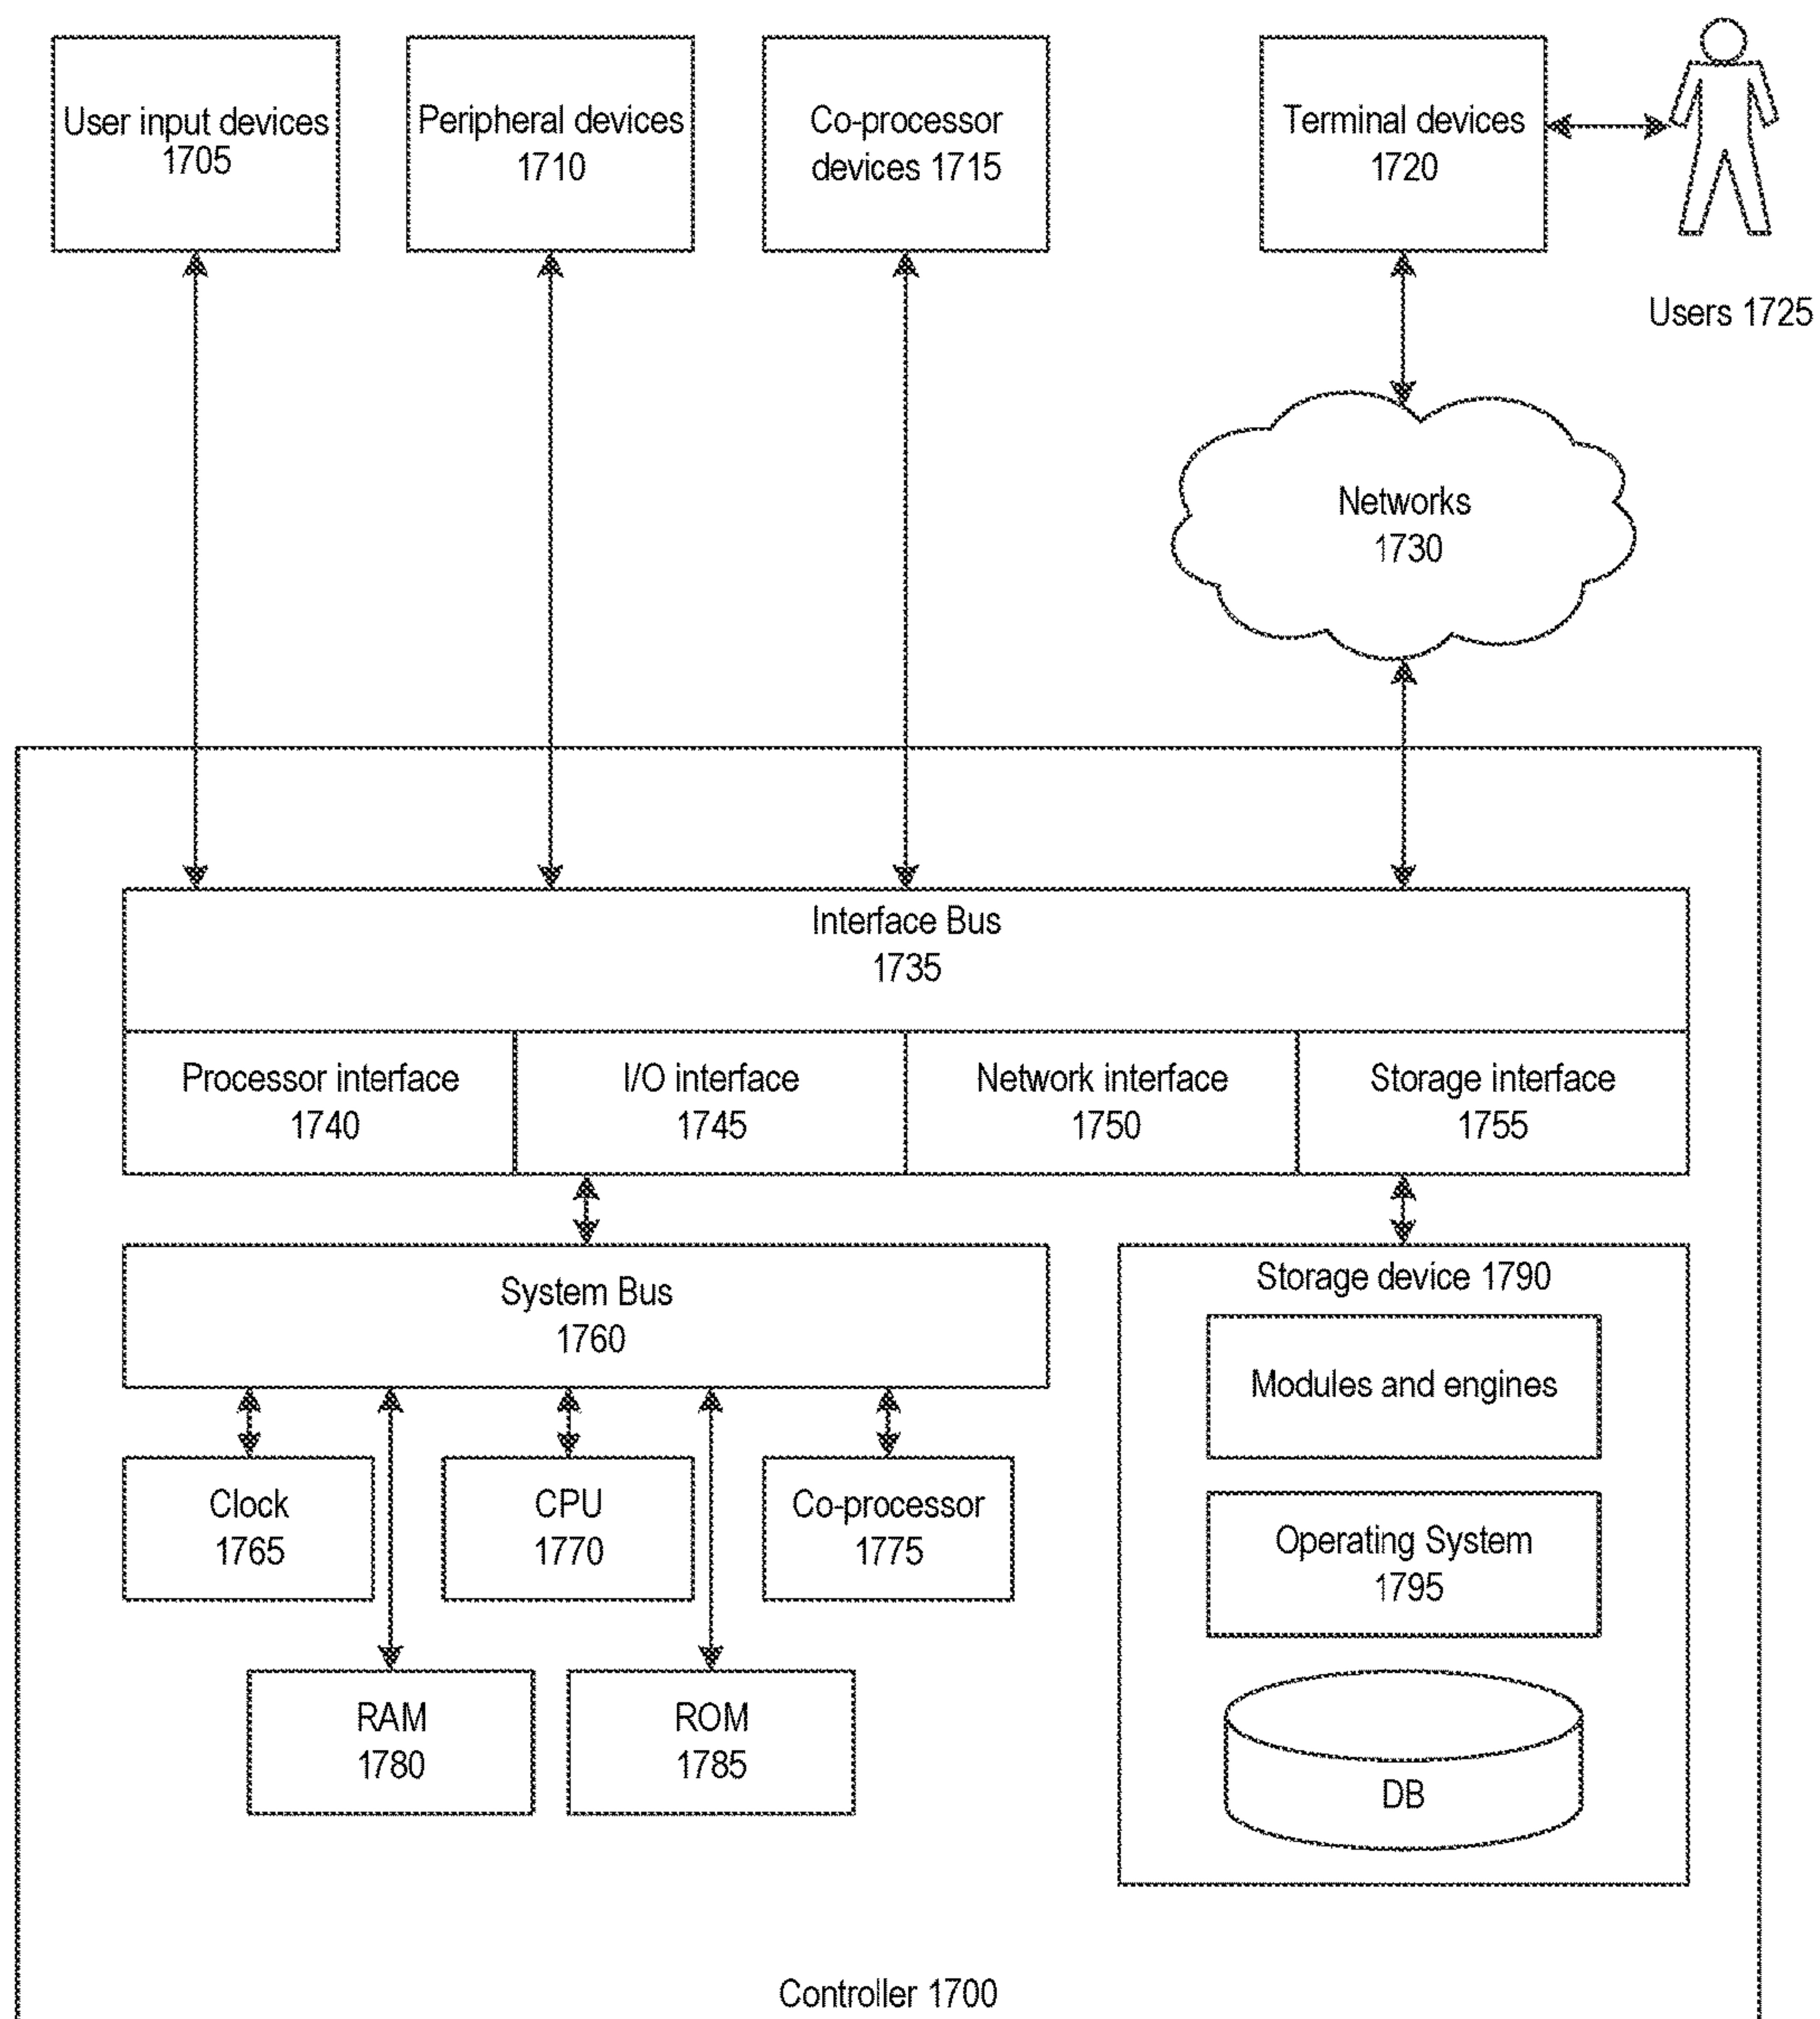 User input devices
1705
Peripheral devices
1710
Co-processor
devices 1715
Terminal devices
1720
Users 1725
Networks
1730
Interface Bus
1735
Processor interface
1740
I/O interface
1745
Network interface
1750
Storage interface
1755
System Bus
1760
Storage device 1790
Modules and engines
Clock
1765
CPU
1770
Co-processor
1775
Operating System
1795
RAM
1780
ROM
1785
DB
Controller 1700